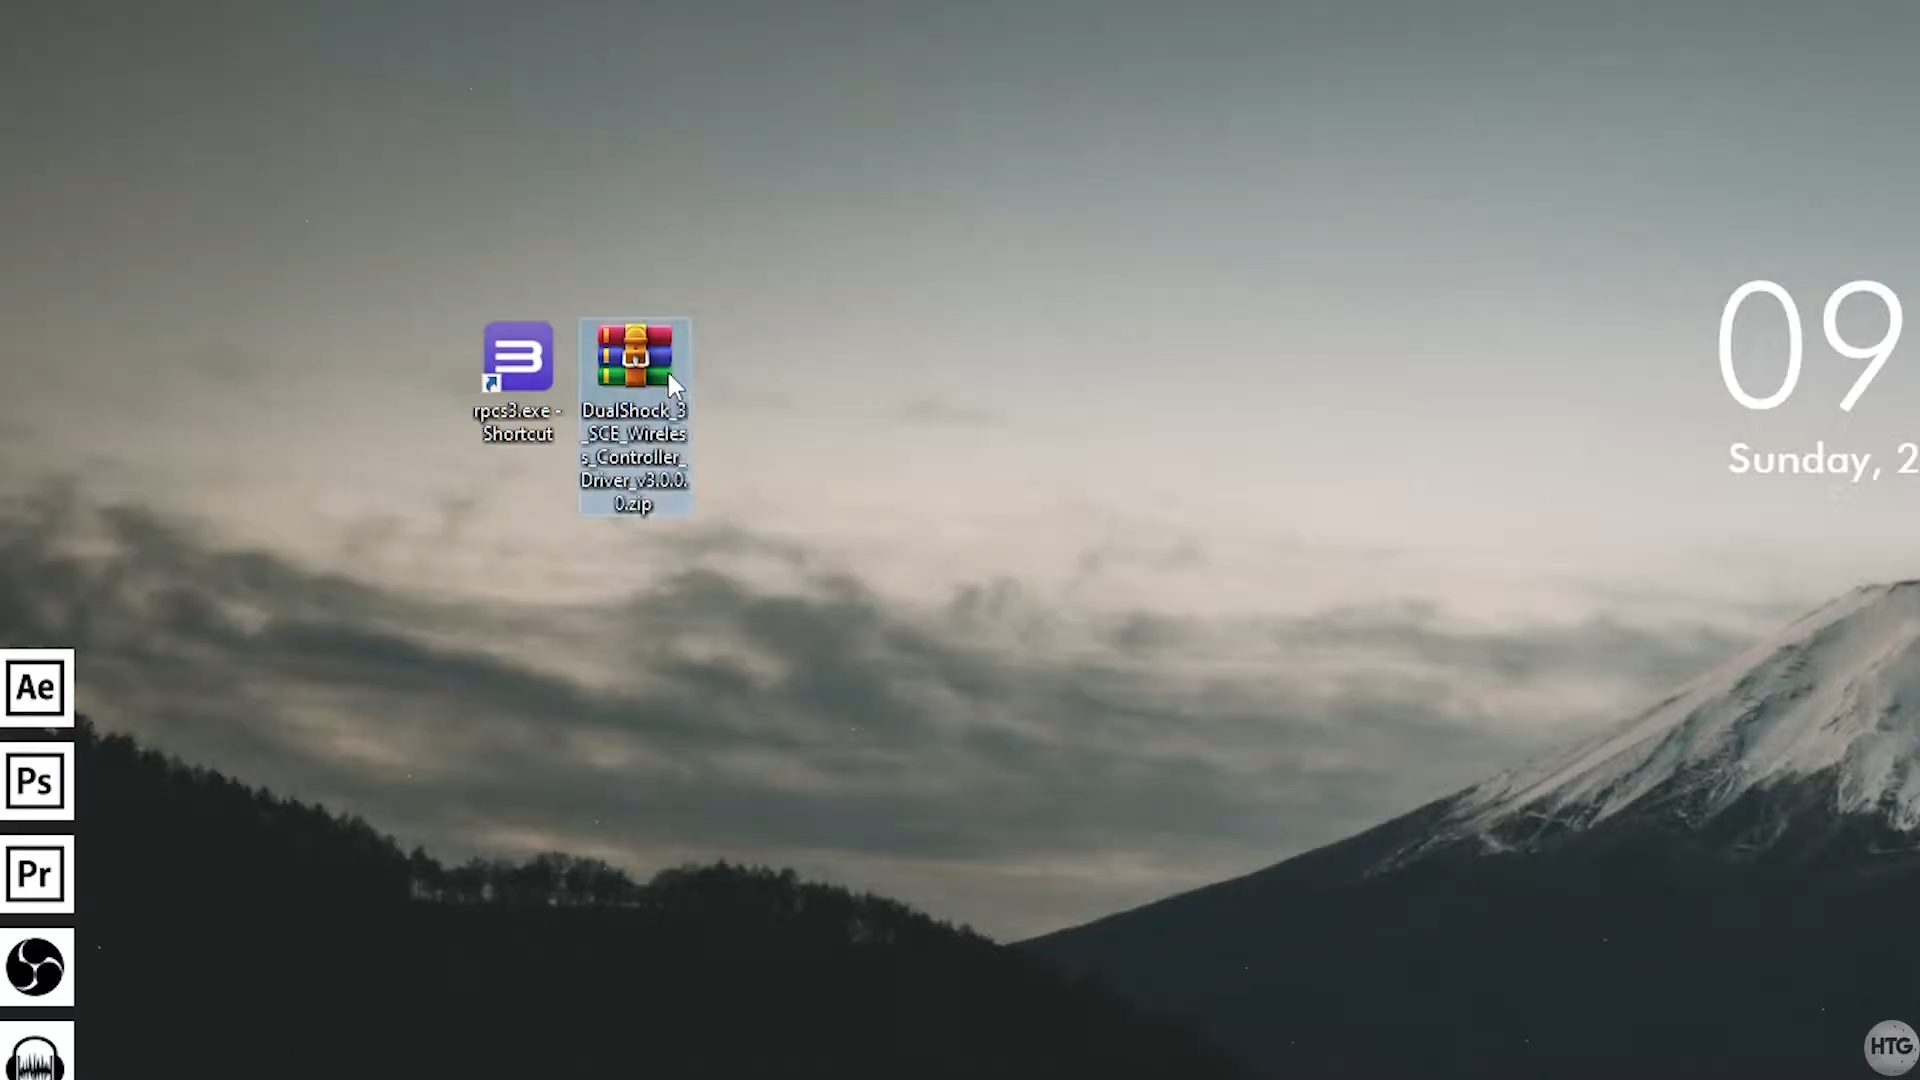 09
Sunday, 2
rpcs3.exe -
Shortcut
DualShock_3
_SCE_Wireles
s_Controller_
Driver_v3.0.0.
0.zip
Ae
Ps
Pr
HTG